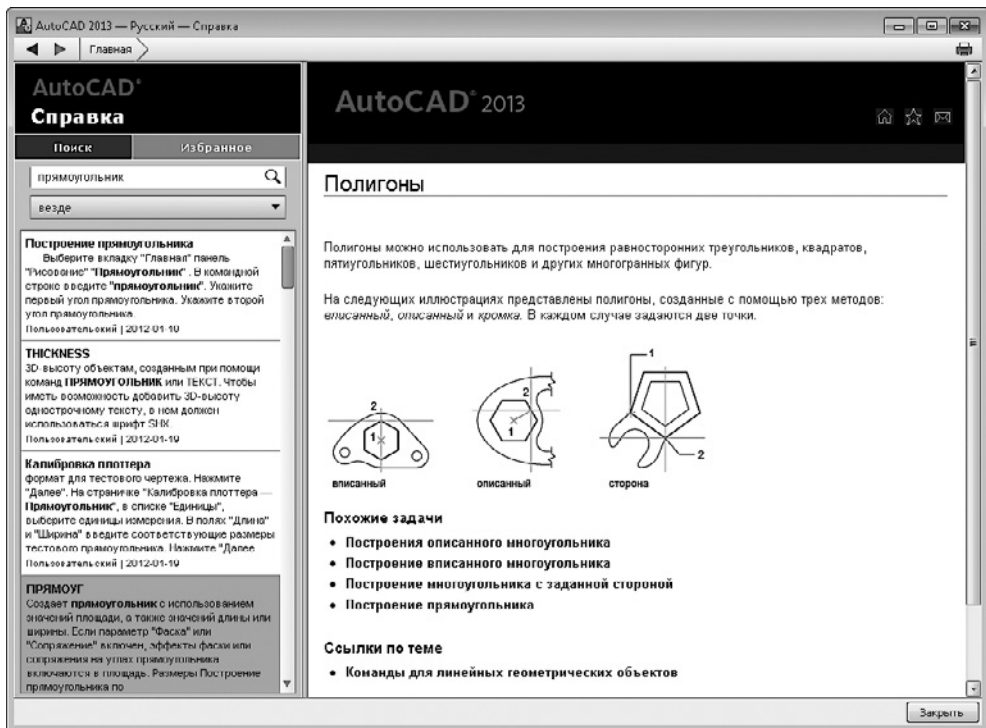 AutoCAD 2013 — Русский — Справка
Главная
AutoCAD®
Справка
Поиск
Избранное
прямоугольник
везде
Построение прямоугольника
Выберите вкладку "Главная" панель
"Рисование" "Прямоугольник" . В командной
строке введите "прямоугольник". Укажите
первый угол прямоугольника. Укажите второй
угол прямоугольника.
Пользовательский | 2012-01-19
THICKNESS
3D-высоту объектам, созданным при помощи
команд ПРЯМОУГОЛЬНИК или ТЕКСТ. Чтобы
иметь возможность добавить 3D-высоту
однострочному тексту, в нем должен
использоваться шрифт SHX.
Пользовательский | 2012-01-19
Калибровка плоттера
формат для тестового чертежа. Нажмите
"Далее". На страничке "Калибровка плоттера —
Прямоугольник", в списке "Единицы",
выберите единицы измерения. В полях "Длина"
и "Ширина" введите соответствующие размеры
тестового прямоугольника. Нажмите "Далее
Пользовательский | 2012-01-19
ПРЯМОУГ
Создает прямоугольник с использованием
значений площади, а также значений длины или
ширины. Если параметр "Фаска" или
"Сопряжение" включен, эффекты фаски или
сопряжения на углах прямоугольника
включаются в площадь. Размеры Построение
прямоугольника по
AutoCAD® 2013
Полигоны
Полигоны можно использовать для построения равносторонних треугольников, квадратов,
пятиугольников, шестиугольников и других многогранных фигур.
На следующих иллюстрациях представлены полигоны, созданные с помощью трех методов:
вписанный, описанный и кромка. В каждом случае задаются две точки.
2
1
вписанный
2
1
описанный
1
2
сторона
Похожие задачи
• Построения описанного многоугольника
• Построение вписанного многоугольника
• Построение многоугольника с заданной стороной
• Построение прямоугольника
Ссылки по теме
• Команды для линейных геометрических объектов
Закрыть